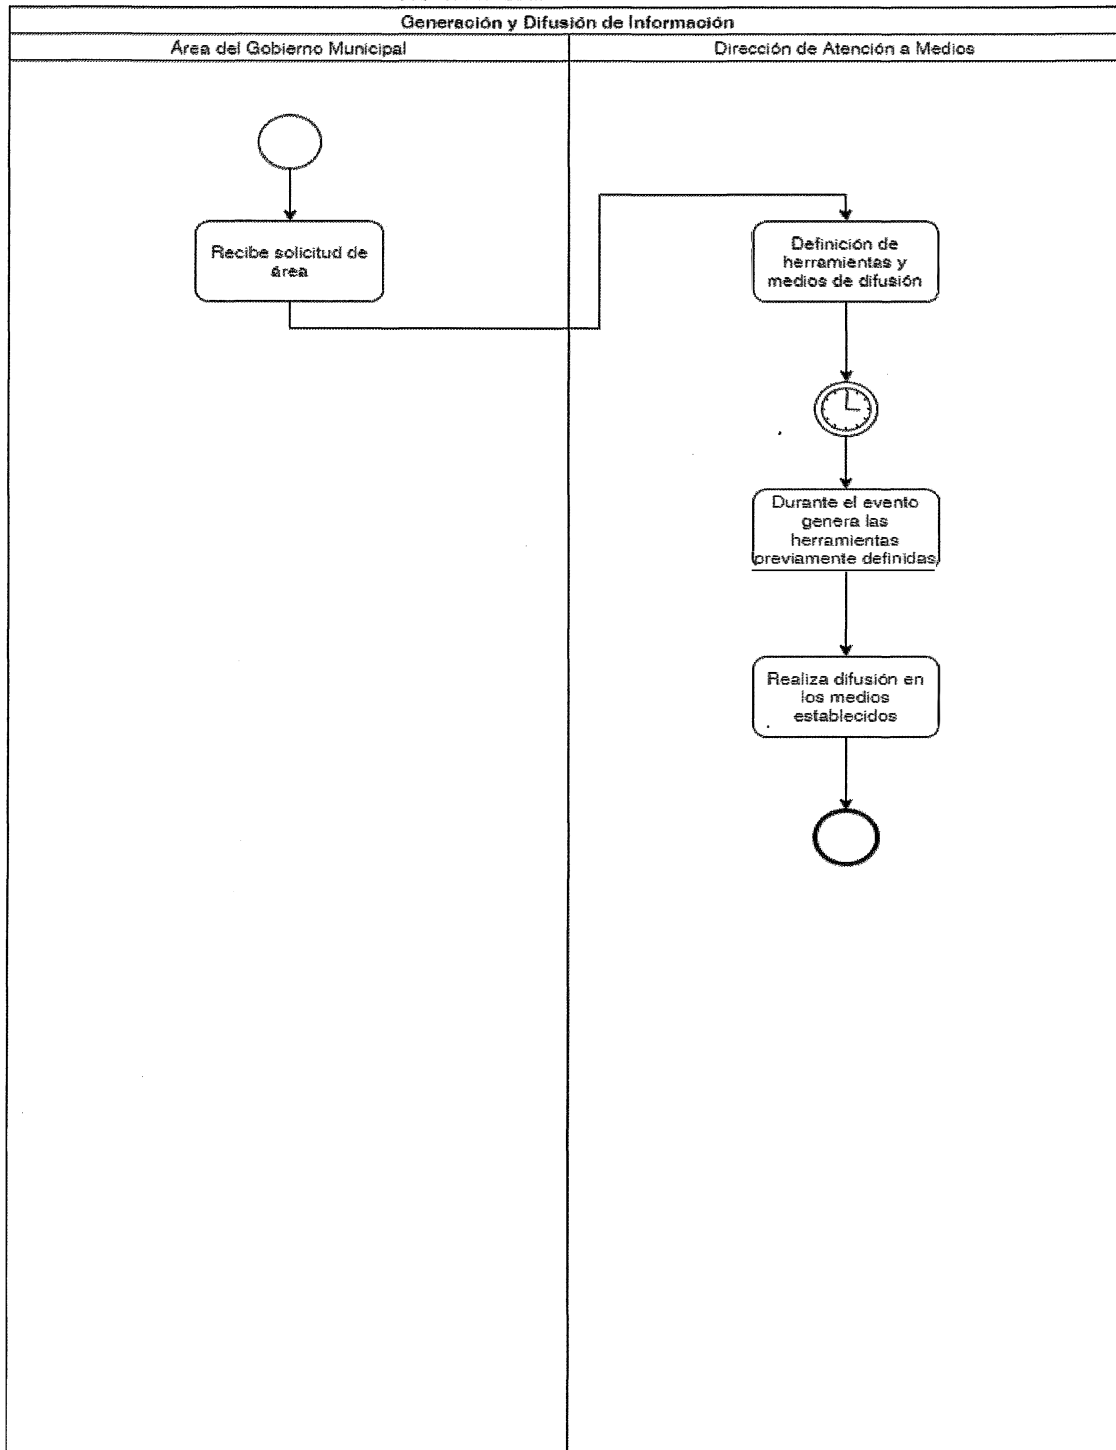 Generación y Difusión de Información
Área del Gobierno Municipal
Dirección de Atención a Medios
Recibe solicitud de
área
Definición de
herramientas y
medios de difusión
Durante el evento
genera las
herramientas
previamente definidas
Realiza difusión en
los medios
establecidos